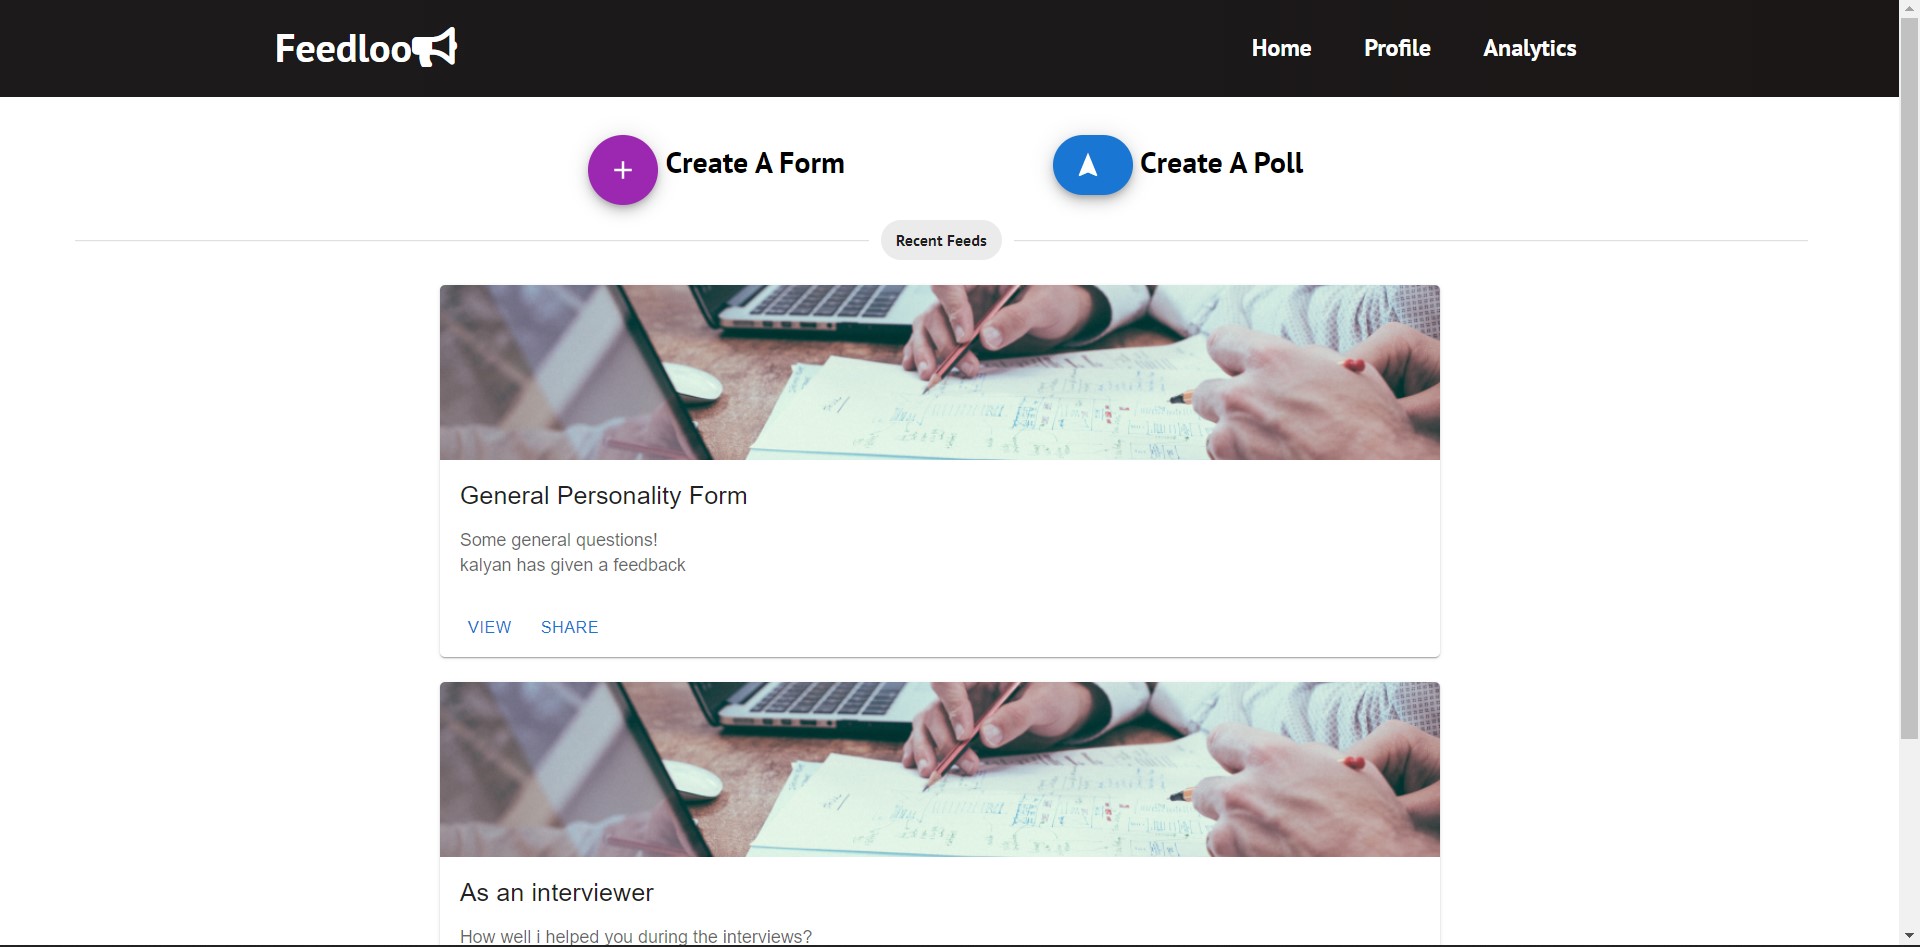 Feedloo
Home Profile Analytics
Create A Form
Create A Poll
Recent Feeds
General Personality Form
Some general questions!
kalyan has given a feedback
VIEW SHARE
As an interviewer
How well i helped you during the interviews?